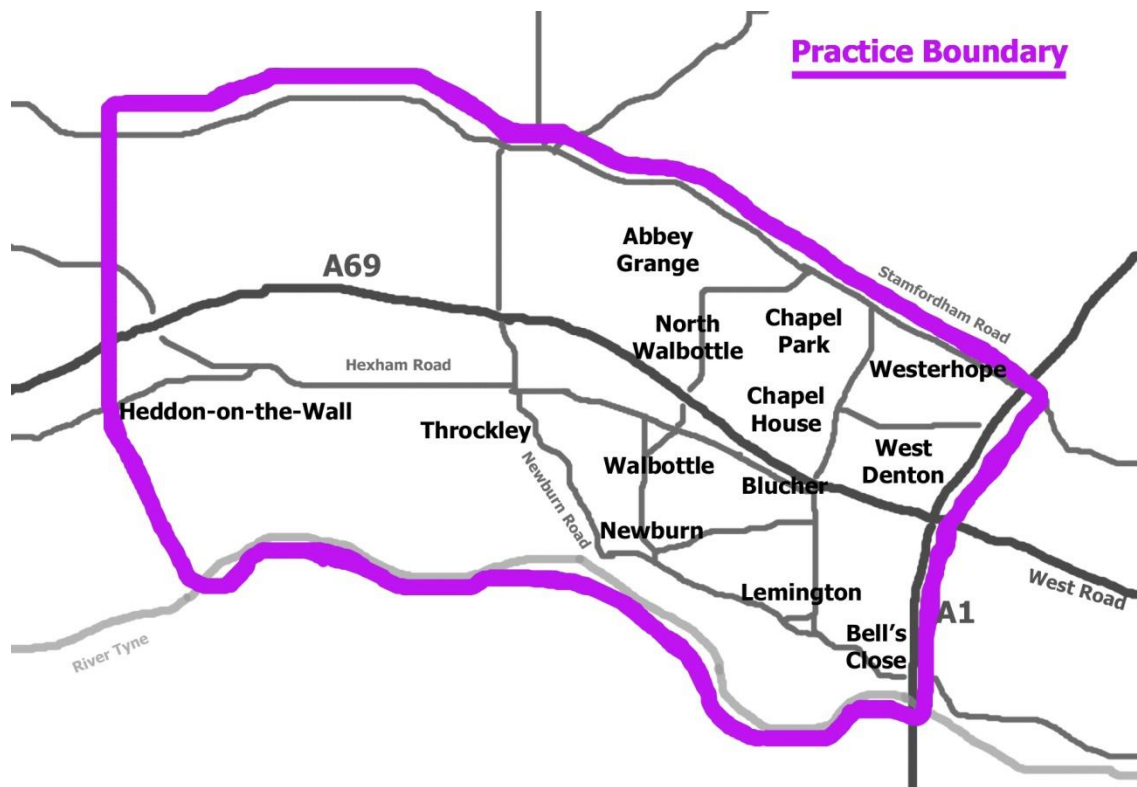 Practice Boundary
Abbey
Grange
A69
Stamfordham Road
North
Walbottle
Chapel
Park
Hexham Road
Westerhope
Heddon-on-the-Wall
Chapel
House
Throckley
West
Denton
Walbottle
Blucher
Newburn Road
Newburn
West Road
Lemington
A1
Bell's
Close
River Tyne